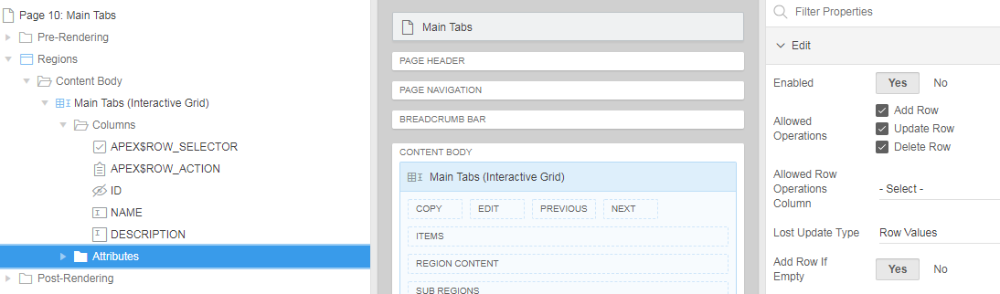 Page 10: Main Tabs
Pre-Rendering
Regions
Content Body
Main Tabs (Interactive Grid)
Columns
APEX$ROW_SELECTOR
APEX$ROW_ACTION
ID
NAME
DESCRIPTION
Attributes
Post-Rendering
Main Tabs
PAGE HEADER
PAGE NAVIGATION
BREADCRUMB BAR
CONTENT BODY
Main Tabs (Interactive Grid)
COPY EDIT PREVIOUS NEXT
ITEMS
REGION CONTENT
SUB REGIONS
Filter Properties
Edit
Enabled Yes No
Allowed
Operations
Add Row
Update Row
Delete Row
Allowed Row
Operations
Column
- Select -
Lost Update Type Row Values
Add Row If
Empty
Yes No